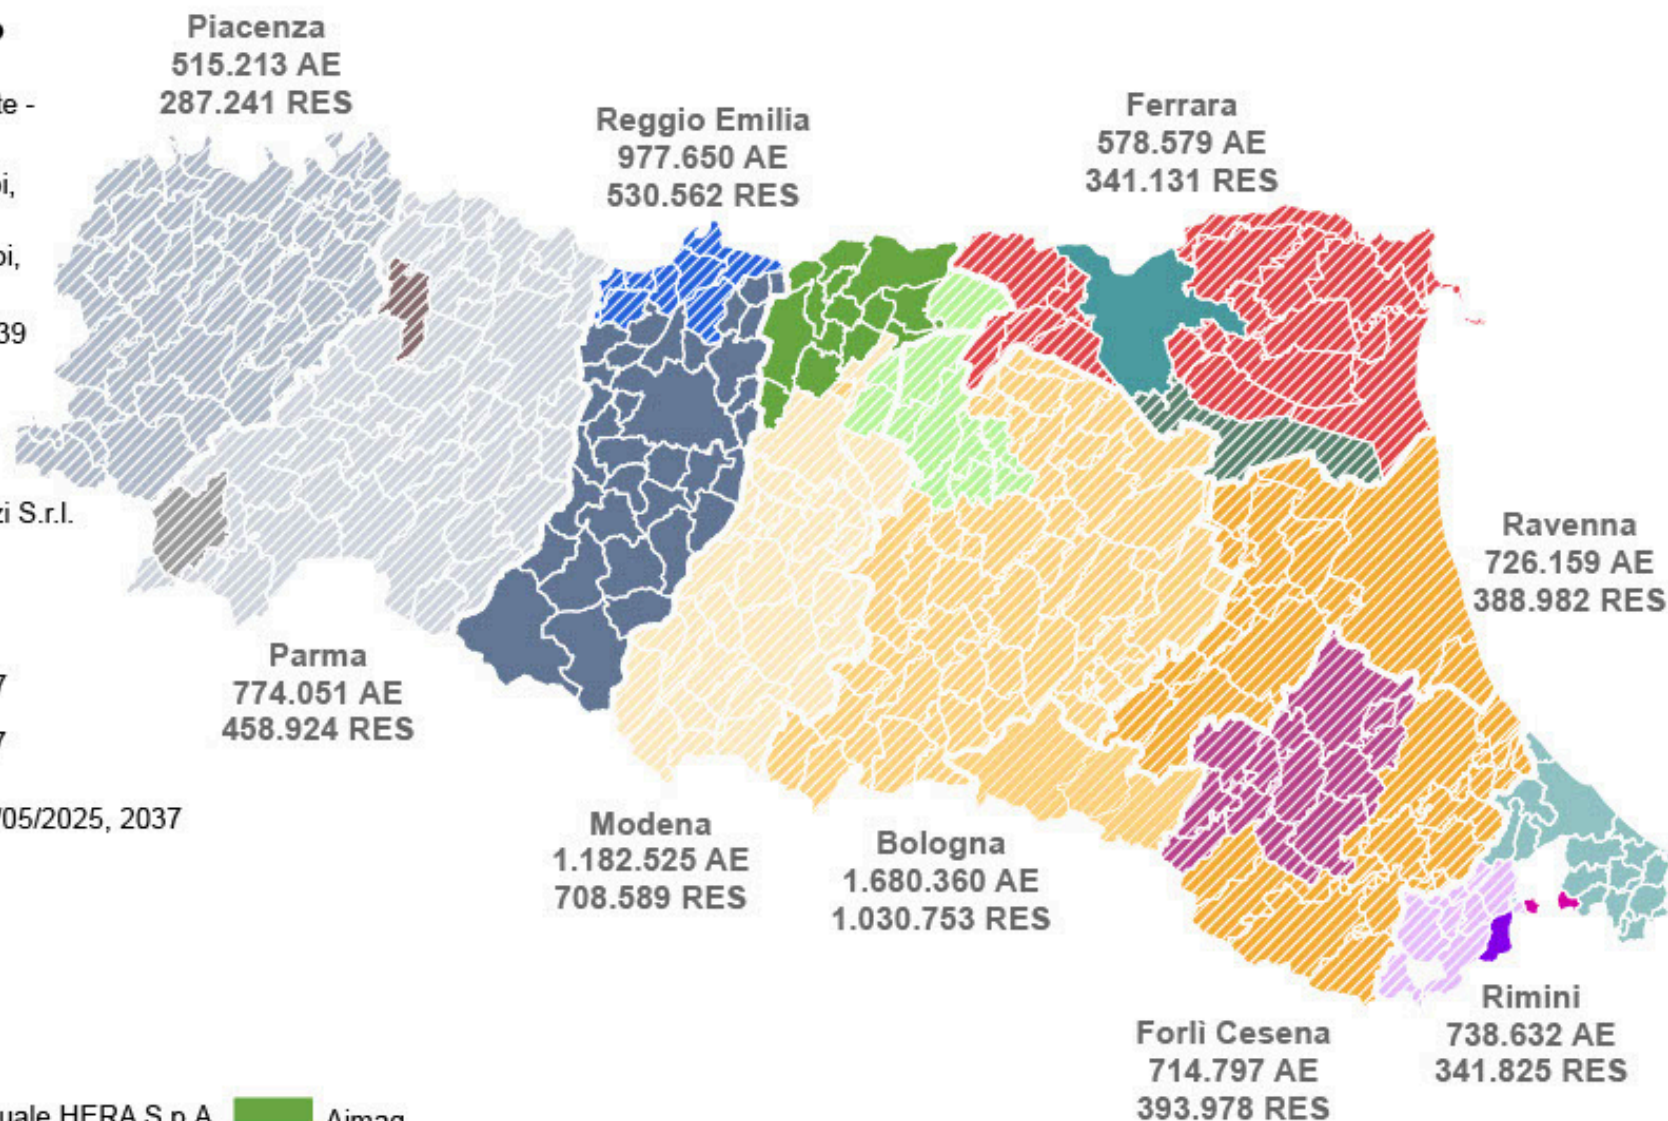 Piacenza
515.213 AE
287.241 RES
Reggio Emilia
977.650 AE
530.562 RES
Ferrara
578.579 AE
341.131 RES
39
zi S.r.l.
Ravenna
726.159 AE
388.982 RES
Parma
774.051 AE
458.924 RES
7
7
/05/2025, 2037
Modena
1.182.525 AE
708.589 RES
Bologna
1.680.360 AE
1.030.753 RES
Rimini
738.632 AE
341.825 RES
Forlì Cesena
714.797 AE
393.978 RES
HERA S.p.A.
Aimag